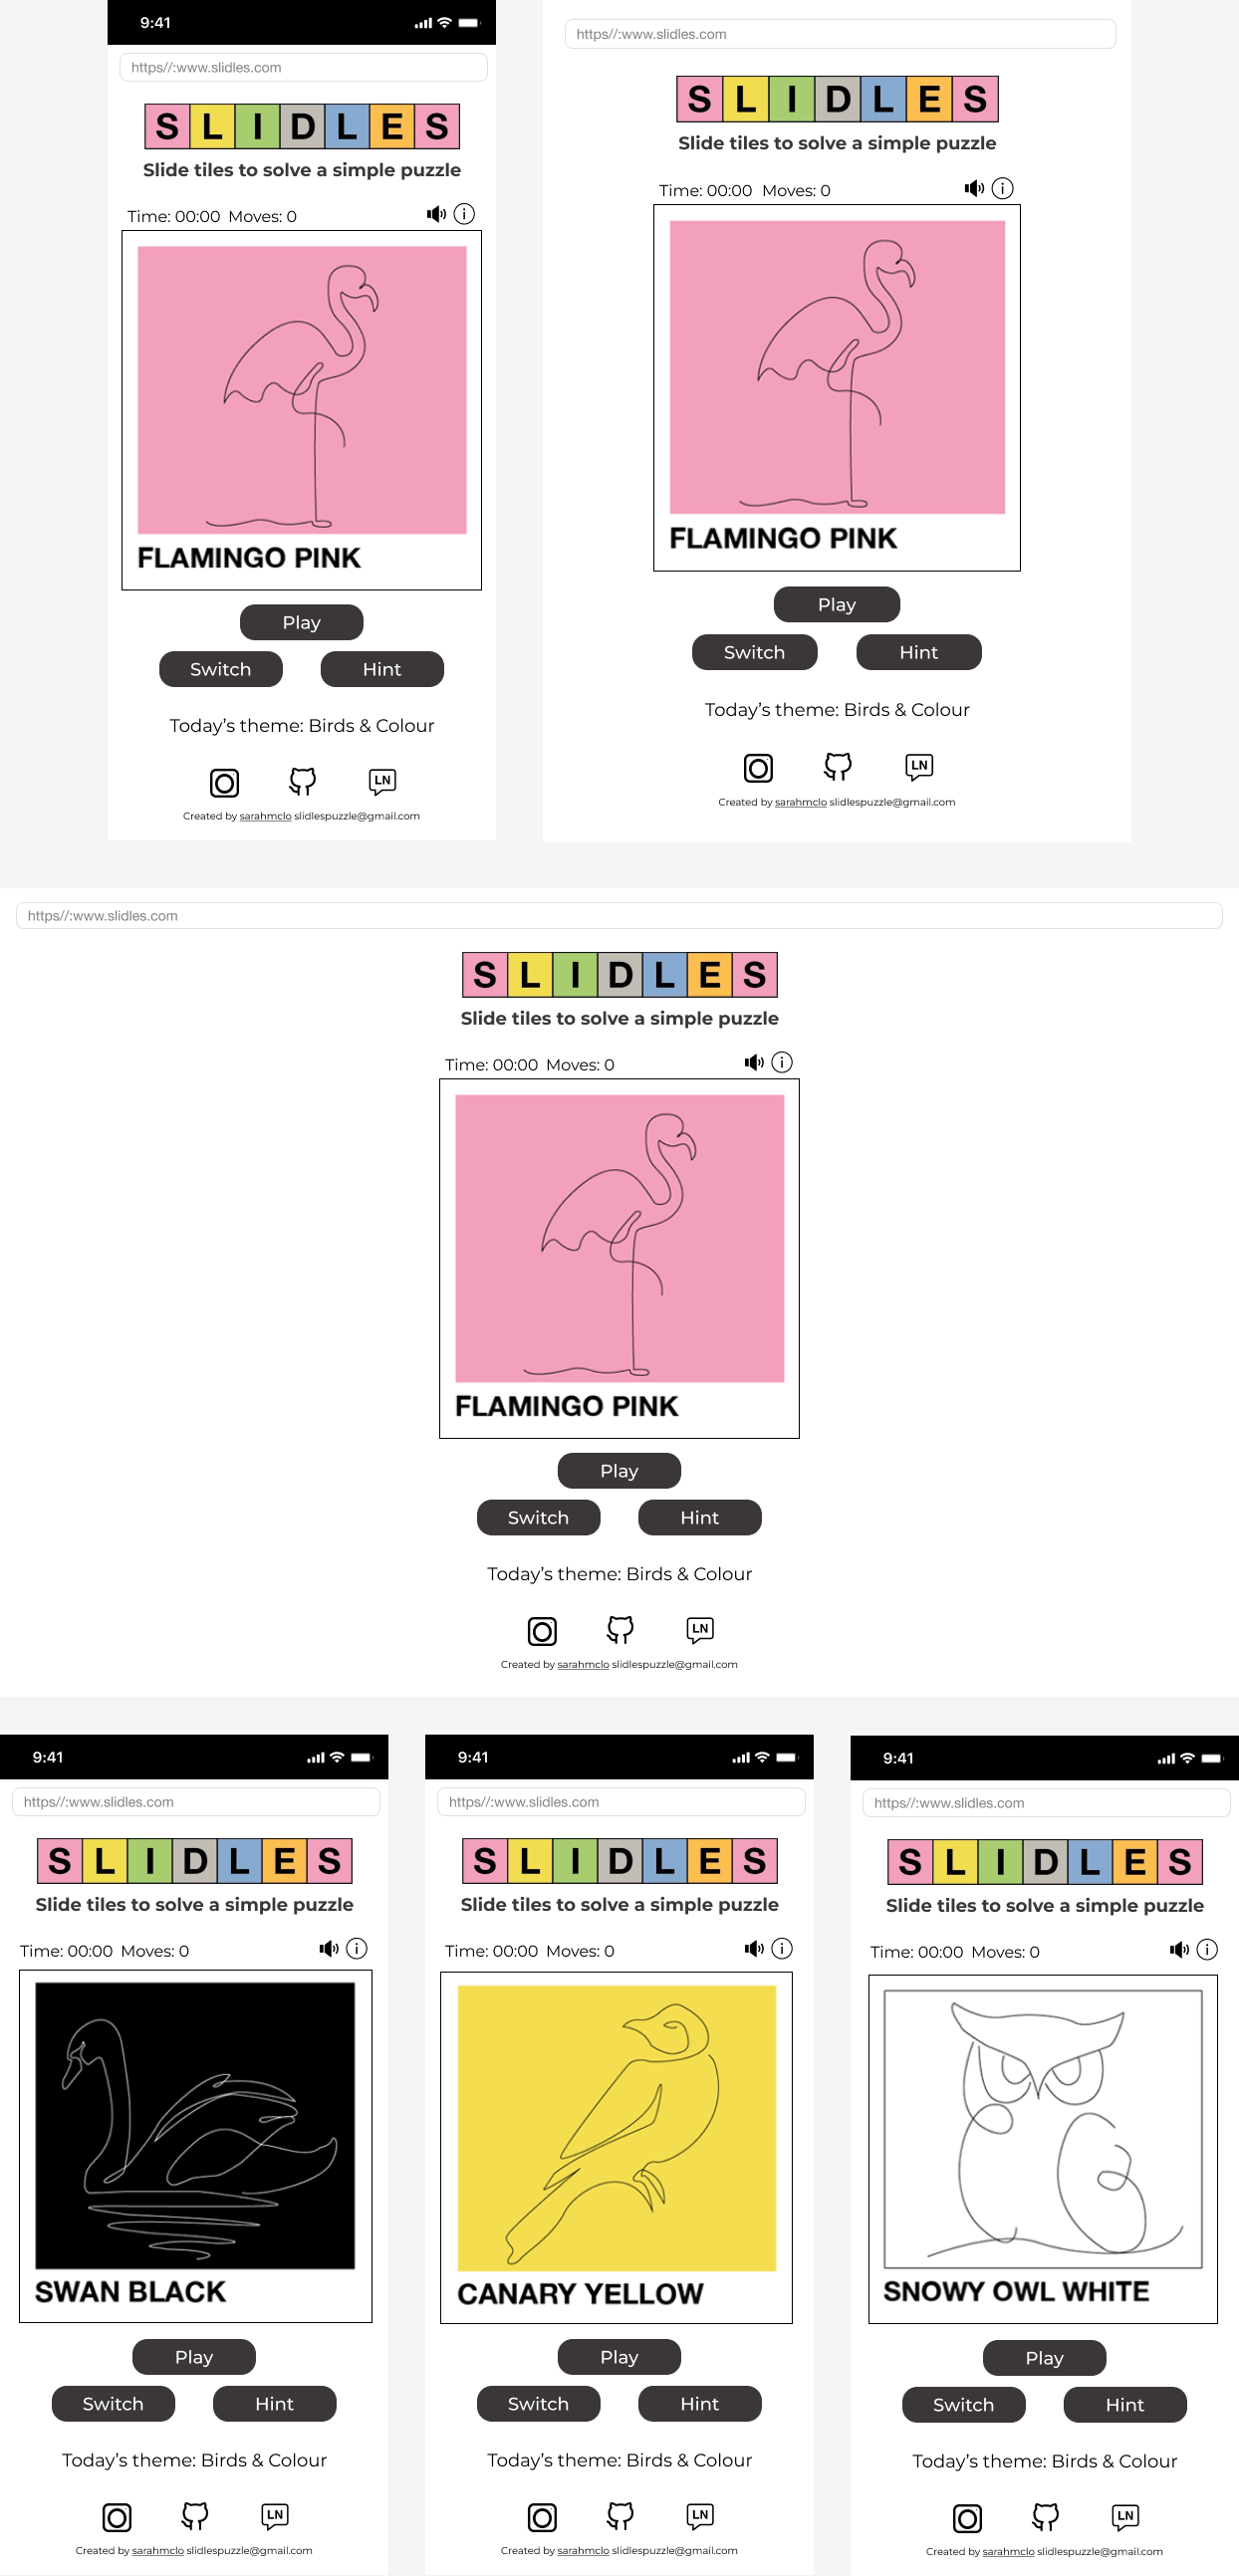 9:41
https//:www.slidles.com
SLIDLES
Slide tiles to solve a simple puzzle
Time: 00:00 Moves: 0
FLAMINGO PINK
Play
Switch Hint
Today’s theme: Birds & Colour
LN
Created by sarahmclo slidlespuzzle@gmail.com
https//:www.slidles.com
SLIDLES
Slide tiles to solve a simple puzzle
Time: 00:00 Moves: 0
FLAMINGO PINK
Play
Switch Hint
Today’s theme: Birds & Colour
LN
Created by sarahmclo slidlespuzzle@gmail.com
https//:www.slidles.com
SLIDLES
Slide tiles to solve a simple puzzle
Time: 00:00 Moves: 0
FLAMINGO PINK
Play
Switch Hint
Today’s theme: Birds & Colour
LN
Created by sarahmclo slidlespuzzle@gmail.com
9:41
https//:www.slidles.com
SLIDLES
Slide tiles to solve a simple puzzle
Time: 00:00 Moves: 0
SWAN BLACK
Play
Switch Hint
Today’s theme: Birds & Colour
LN
Created by sarahmclo slidlespuzzle@gmail.com
9:41
https//:www.slidles.com
SLIDLES
Slide tiles to solve a simple puzzle
Time: 00:00 Moves: 0
CANARY YELLOW
Play
Switch Hint
Today’s theme: Birds & Colour
LN
Created by sarahmclo slidlespuzzle@gmail.com
9:41
https//:www.slidles.com
SLIDLES
Slide tiles to solve a simple puzzle
Time: 00:00 Moves: 0
SNOWY OWL WHITE
Play
Switch Hint
Today’s theme: Birds & Colour
LN
Created by sarahmclo slidlespuzzle@gmail.com